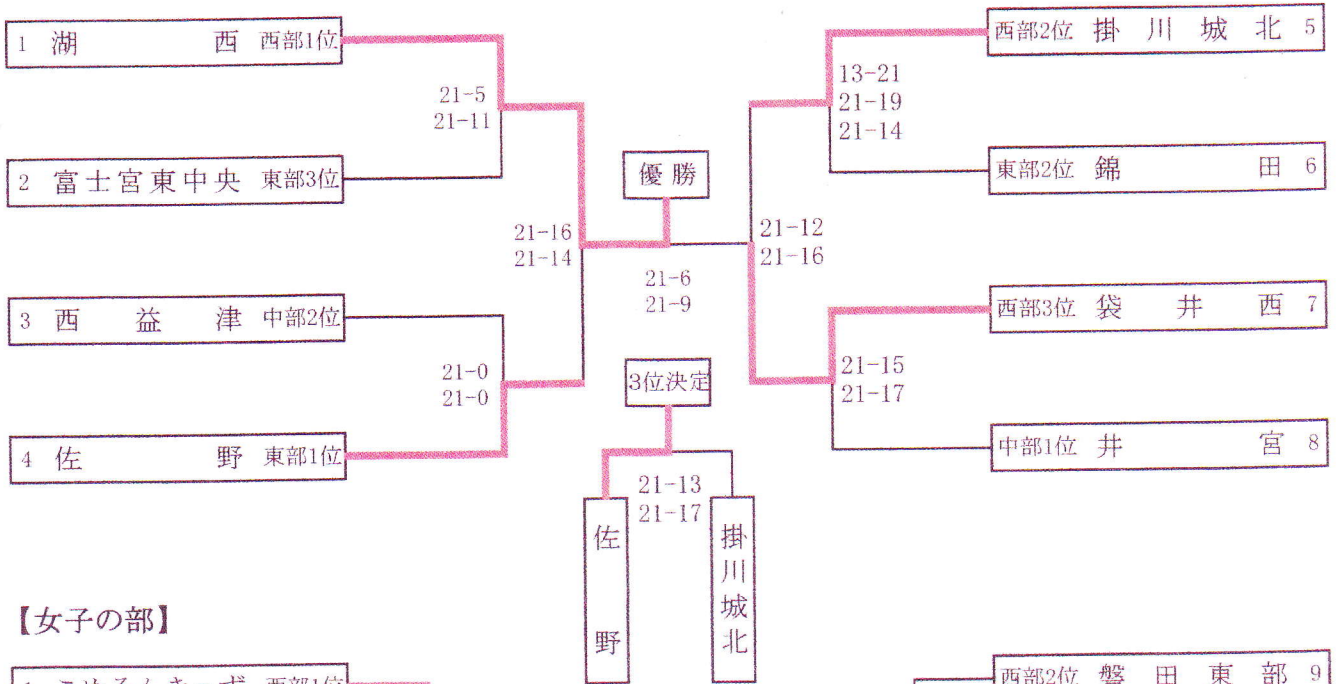 1 湖西 西部1位
21-5
21-11
2 富士宮東中央 東部3位
21-16
21-14
3 西益津 中部2位
21-0
21-0
4 佐野 東部1位
優勝
21-6
21-9
3位決定
21-13
21-17
佐野
掛川城北
西部2位 掛川城北 5
13-21
21-19
21-14
東部2位 錦田 6
21-12
21-16
西部3位 袋井西 7
21-15
21-17
中部1位 井宮 8
【女子の部】
西部1位
西部2位 磐田東部 9